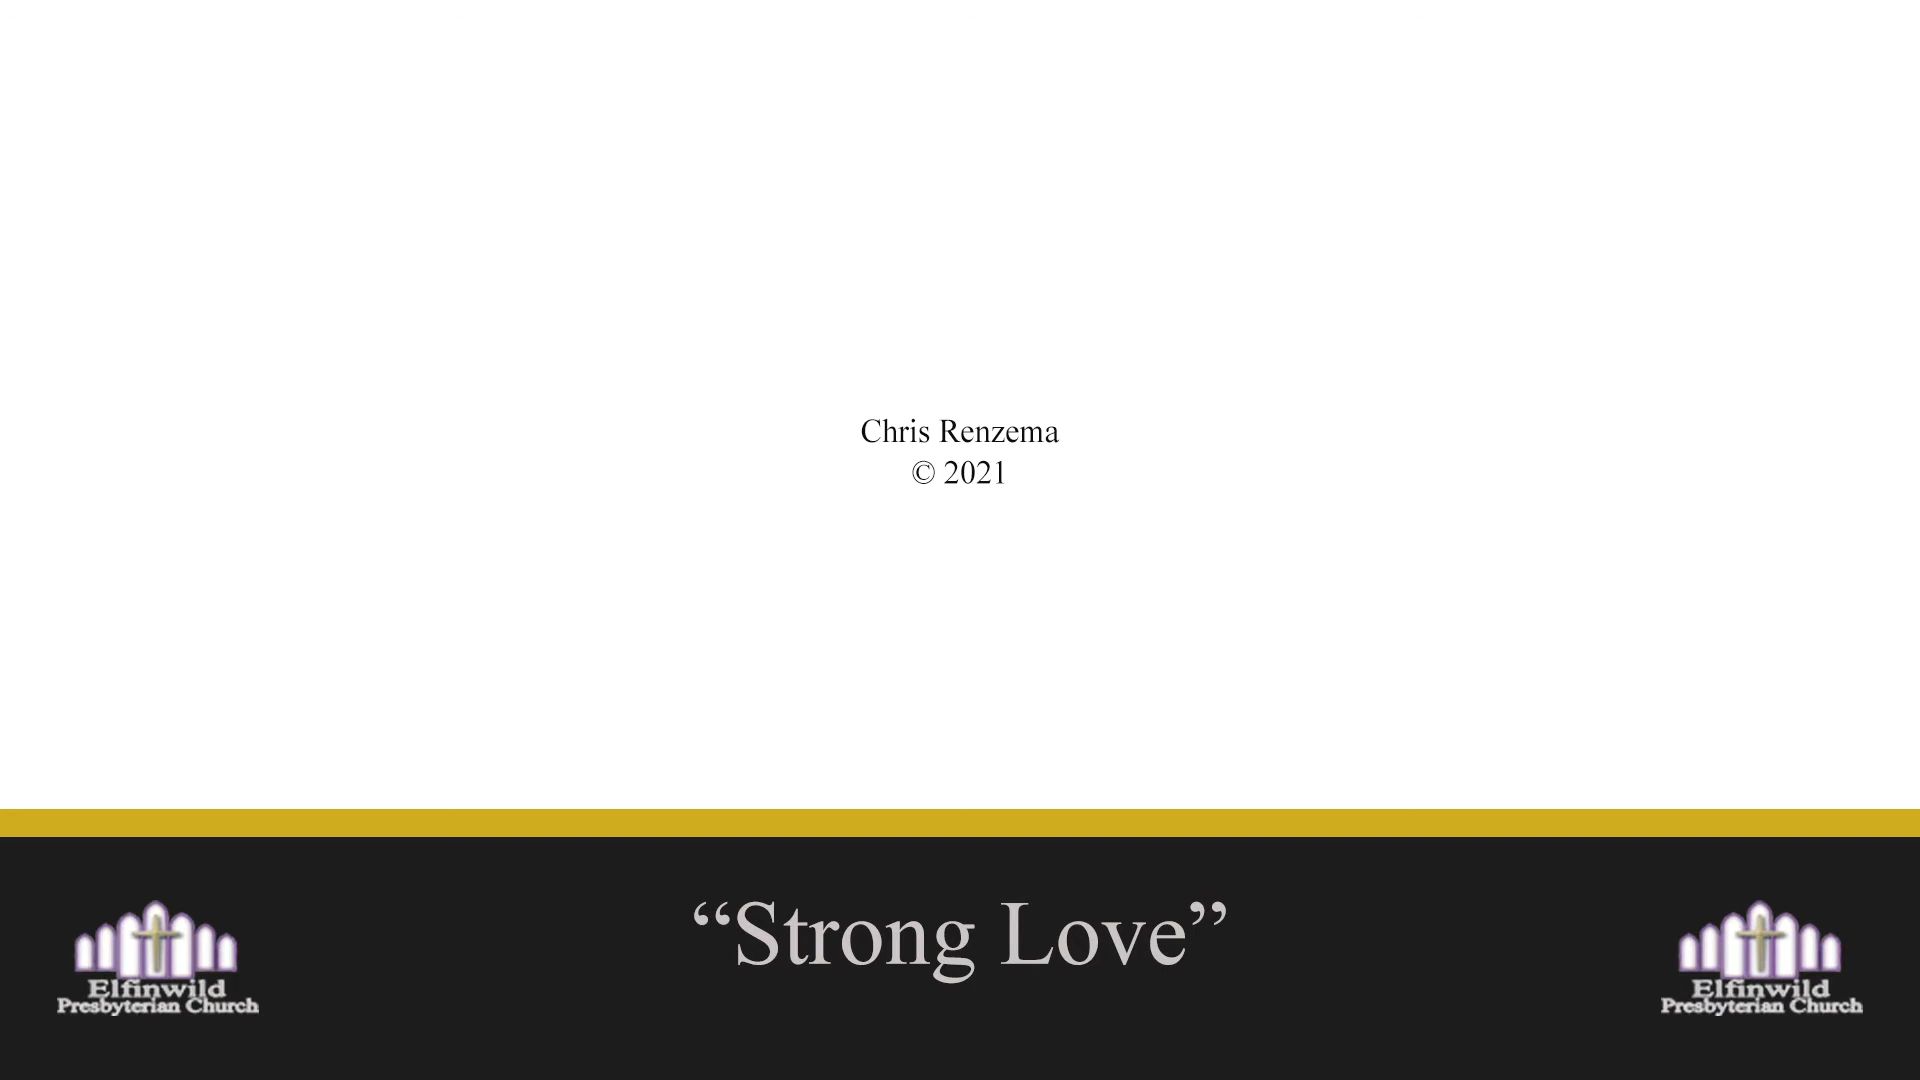 Chris Renzema
© 2021
“Strong Love”
Elfinwild
Presbyterian Church
Elfinwild
Presbyterian Church